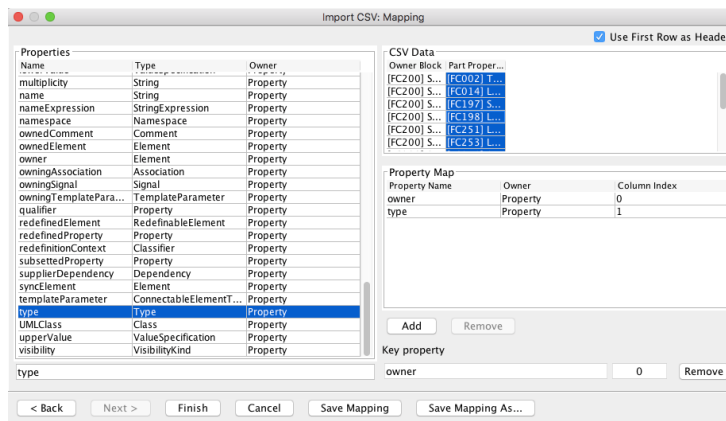 Import CSV: Mapping
Use First Row as Heade
Properties
Name Type Owner
multiplicity String Property
name String Property
nameExpression StringExpression Property
namespace Namespace Property
ownedComment Comment Property
ownedElement Element Property
owner Element Property
owningAssociation Association Property
owningSignal Signal Property
owningTemplatePara... TemplateParameter Property
qualifier Property Property
redefinedElement RedefinableElement Property
redefinedProperty Property Property
redefinitionContext Classifier Property
subsettedProperty Property Property
supplierDependency Dependency Property
syncElement Element Property
templateParameter ConnectableElementT... Property
type Type Property
UMLClass Class Property
upperValue ValueSpecification Property
visibility VisibilityKind Property
type
CSV Data
Owner Block Part Proper...
[FC200] S... [FC002] T...
[FC200] S... [FC014] L...
[FC200] S... [FC197] S...
[FC200] S... [FC198] L...
[FC200] S... [FC251] L...
[FC200] S... [FC253] L...
Property Map
Property Name Owner Column Index
owner Property 0
type Property 1
Add Remove
Key property
owner 0 Remove
< Back Next > Finish Cancel Save Mapping Save Mapping As...